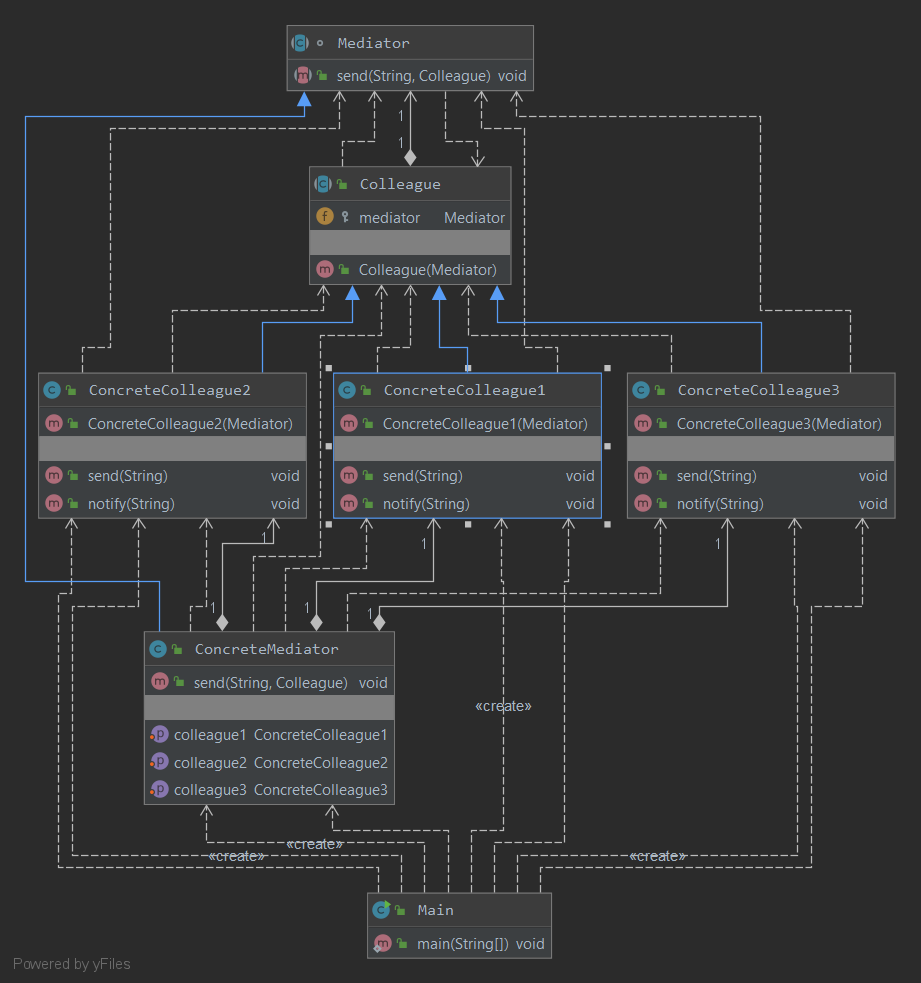 Mediator
send(String, Colleague) void
1
1
Colleague
mediator Mediator
Colleague(Mediator)
ConcreteColleague2
ConcreteColleague2(Mediator)
send(String) void
notify(String) void
ConcreteColleague1
ConcreteColleague1(Mediator)
send(String) void
notify(String) void
ConcreteColleague3
ConcreteColleague3(Mediator)
send(String) void
notify(String) void
1
1
1
1
1
1
ConcreteMediator
send(String, Colleague) void
colleague1 ConcreteColleague1
colleague2 ConcreteColleague2
colleague3 ConcreteColleague3
«create»
«create»
«create»
«create»
Main
main(String[]) void
Powered by yFiles